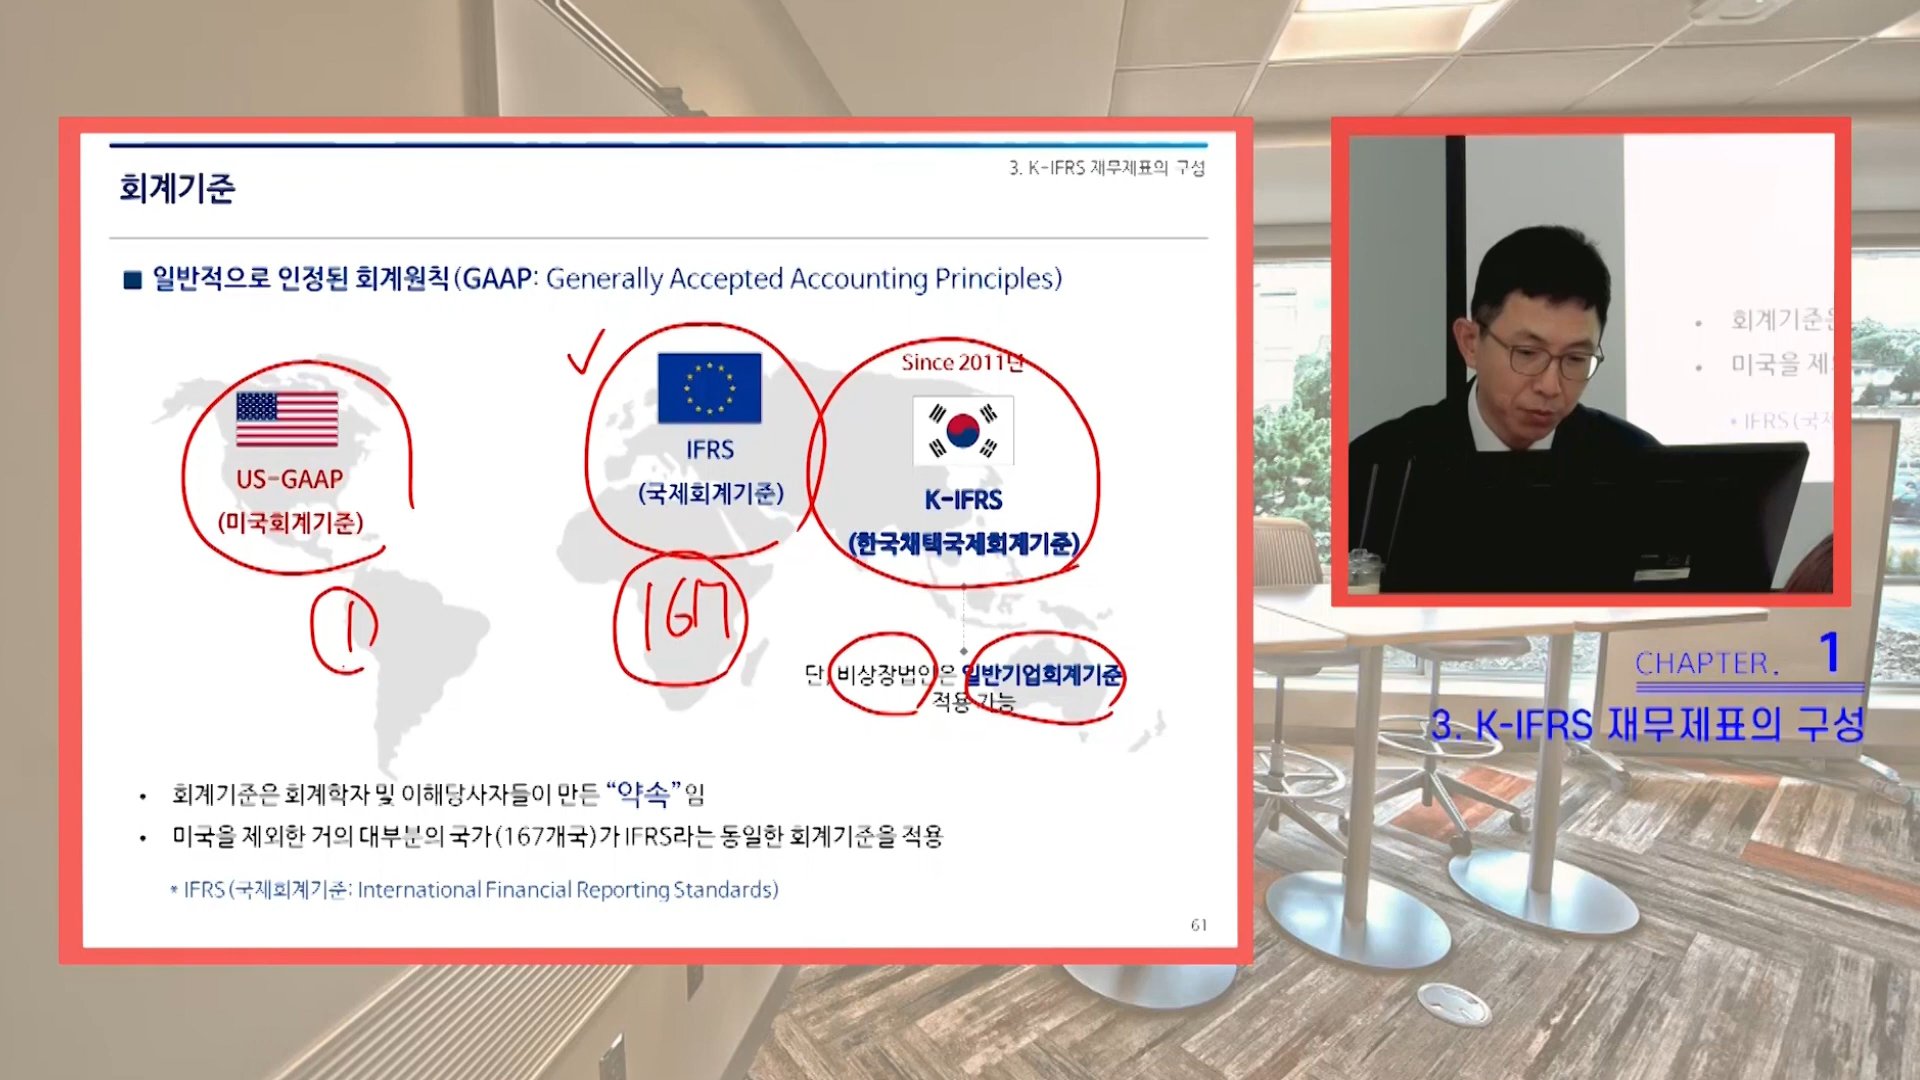 3. K-IFRS 재무제표의 구성
회계기준
■ 일반적으로 인정된 회계원칙(GAAP: Generally Accepted Accounting Principles)
US-GAAP
(미국회계기준)
1
IFRS
(국제회계기준)
167
Since 2011년
K-IFRS
(한국채택국제회계기준)
단, 비상장법인은 일반기업회계기준
적용 가능
• 회계기준은 회계학자 및 이해당사자들이 만든 “약속”임
• 미국을 제외한 거의 대부분의 국가(167개국)가 IFRS라는 동일한 회계기준을 적용
* IFRS(국제회계기준: International Financial Reporting Standards)
61
• 회계기준은
• 미국을 제외
• IFRS(국제
CHAPTER. 1
3. K-IFRS 재무제표의 구성